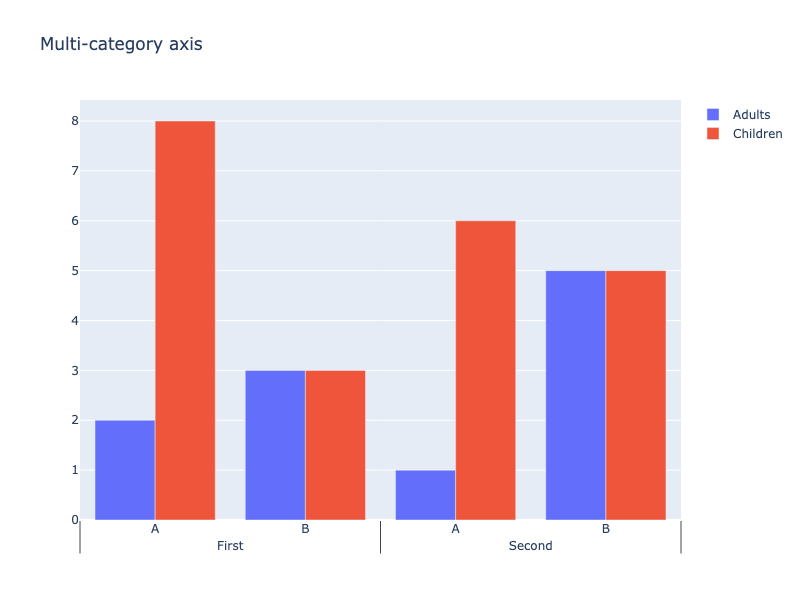 Multi-category axis
Adults
Children
8
7
6
5
4
3
2
1
0
A B A B
First Second